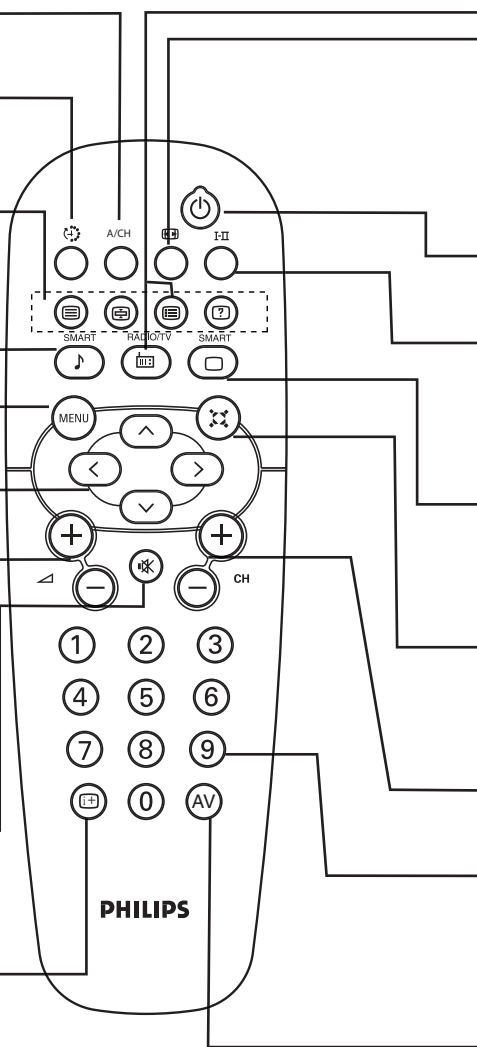 A/CH
I-II
?
SMART RADIO/TV SMART
MENU
+ +
− − CH
1 2 3
4 5 6
7 8 9
i+ 0 AV
PHILIPS